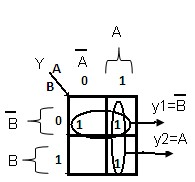 A
Y A A̅
B 0 1
B̅ 0 1 1 y1=B̅
y2=A
B 1 1